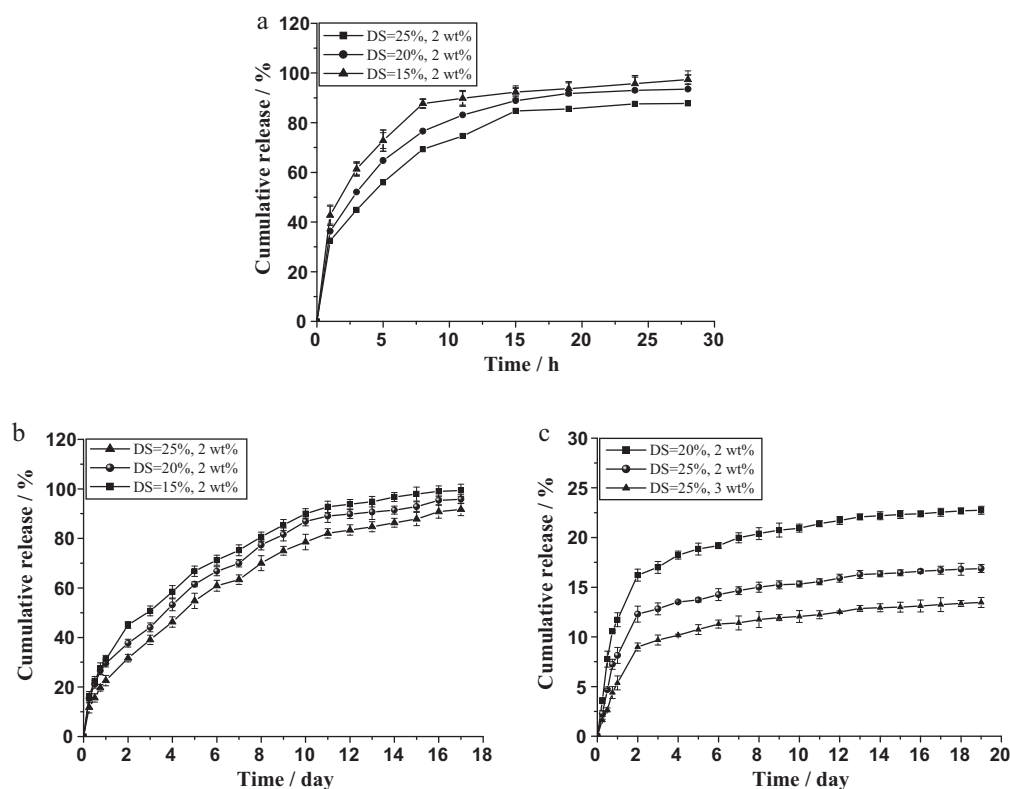 a
120
100
80
60
40
20
0
DS=25%, 2 wt%
DS=20%, 2 wt%
DS=15%, 2 wt%
Cumulative release / %
0 5 10 15 20 25 30
Time / h
b
120
100
80
60
40
20
0
DS=25%, 2 wt%
DS=20%, 2 wt%
DS=15%, 2 wt%
Cumulative release / %
0 2 4 6 8 10 12 14 16 18
Time / day
c
30
25
20
15
10
5
0
DS=20%, 2 wt%
DS=25%, 2 wt%
DS=25%, 3 wt%
Cumulative release / %
0 2 4 6 8 10 12 14 16 18 20
Time / day